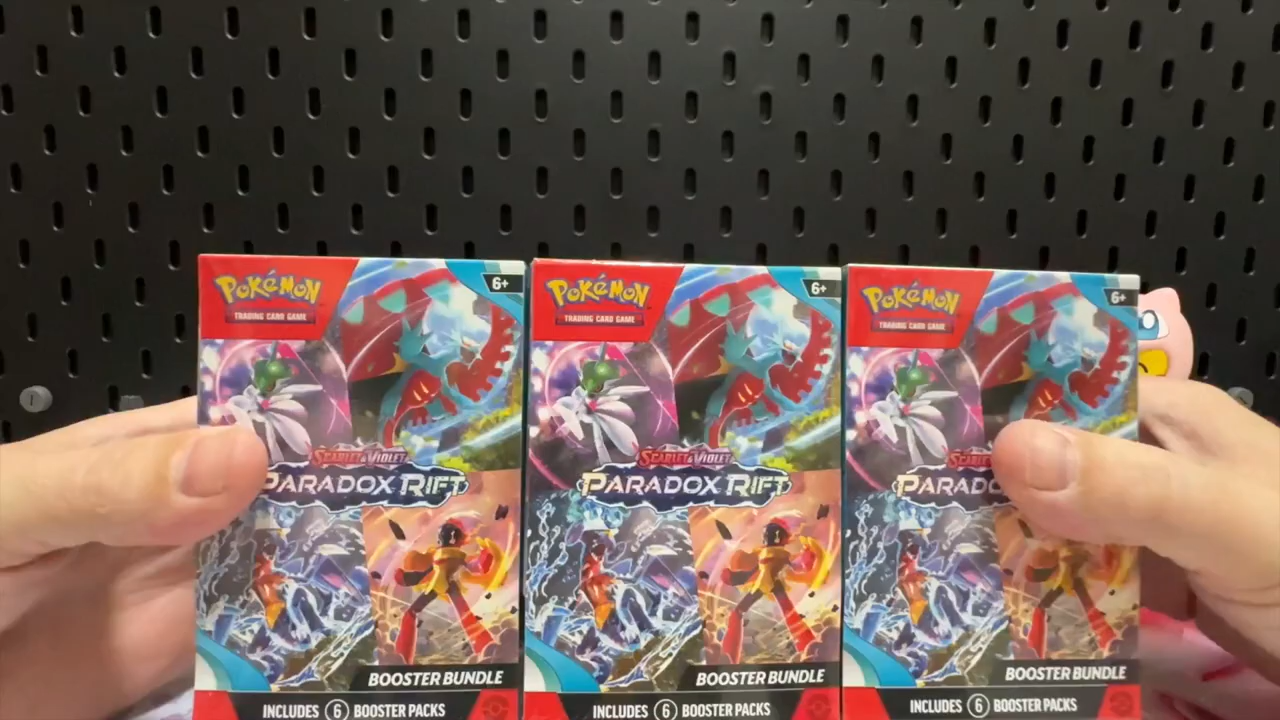 POKéMON
TRADING CARD GAME
6+
SCARLET & VIOLET
PARADOX RIFT
BOOSTER BUNDLE
INCLUDES 6 BOOSTER PACKS
POKéMON
TRADING CARD GAME
6+
SCARLET & VIOLET
PARADOX RIFT
BOOSTER BUNDLE
INCLUDES 6 BOOSTER PACKS
POKéMON
TRADING CARD GAME
6+
BOOSTER BUNDLE
INCLUDES 6 BOOSTER PACKS